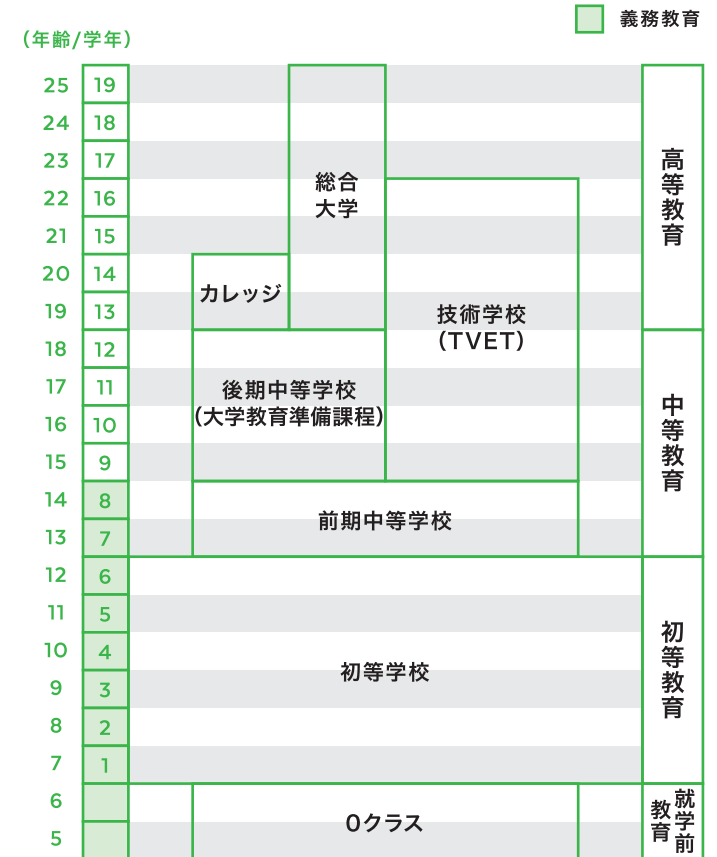 義務教育
(年齢/学年)
25 19
24 18
23 17
22 16
21 15
20 14
19 13
18 12
17 11
16 10
15 9
14 8
13 7
12 6
11 5
10 4
9 3
8 2
7 1
6
5
総合
大学
カレッジ
技術学校
(TVET)
後期中等学校
(大学教育準備課程)
前期中等学校
初等学校
0クラス
高等教育
中等教育
初等教育
就学前
教育